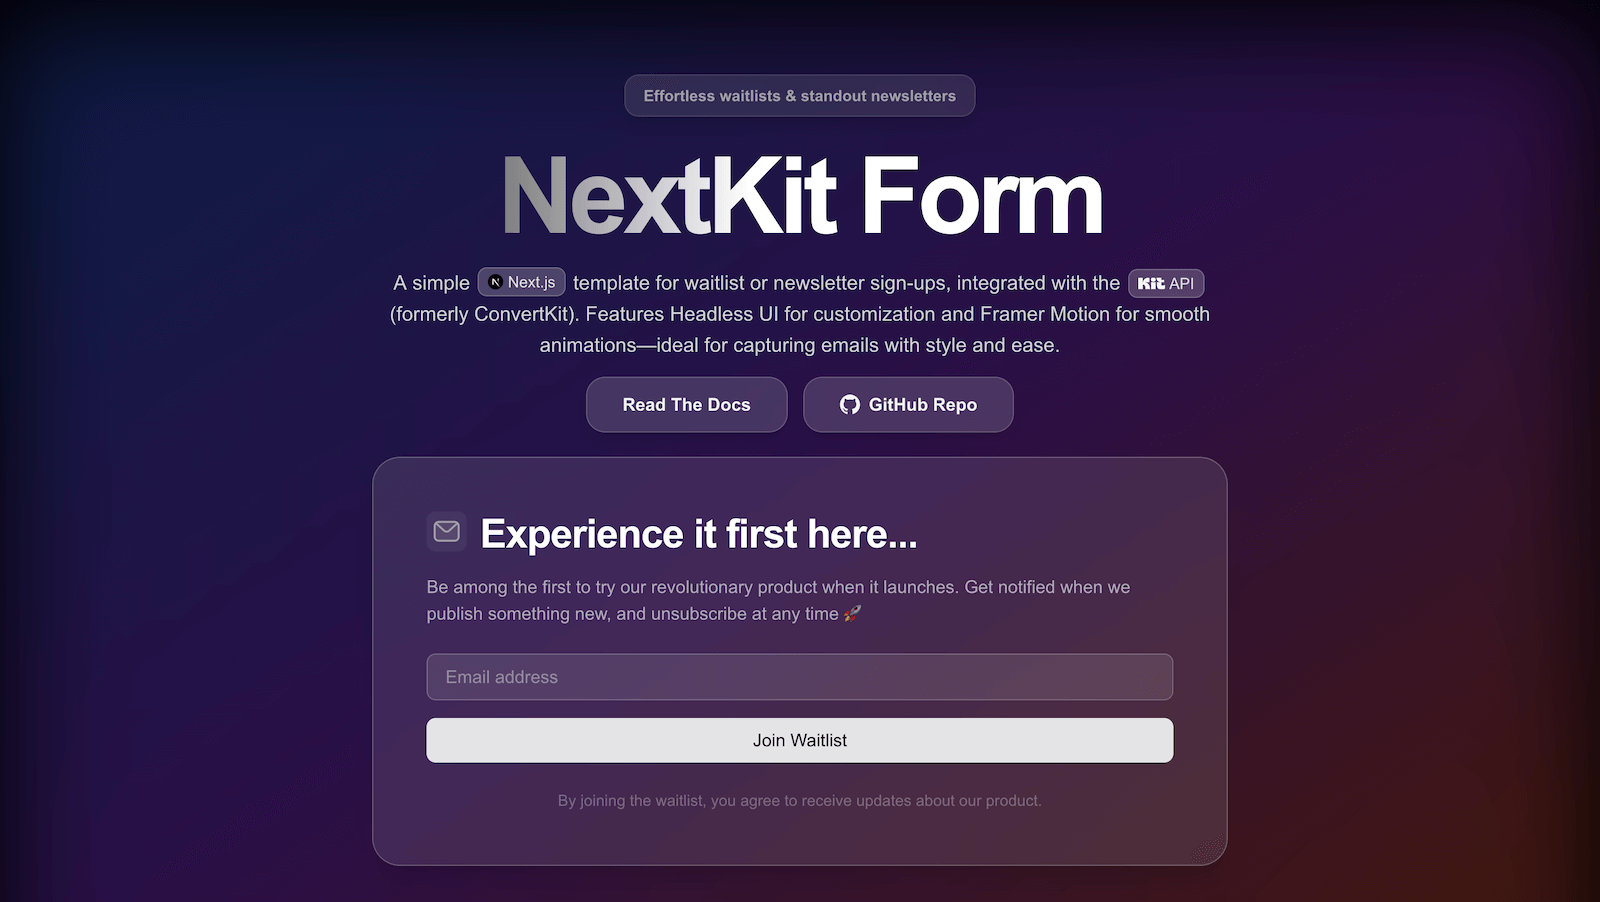 Effortless waitlists & standout newsletters
NextKit Form
A simple Next.js template for waitlist or newsletter sign-ups, integrated with the Kit API
(formerly ConvertKit). Features Headless UI for customization and Framer Motion for smooth
animations—ideal for capturing emails with style and ease.
Read The Docs
GitHub Repo
Experience it first here...
Be among the first to try our revolutionary product when it launches. Get notified when we
publish something new, and unsubscribe at any time 🚀
Email address
Join Waitlist
By joining the waitlist, you agree to receive updates about our product.